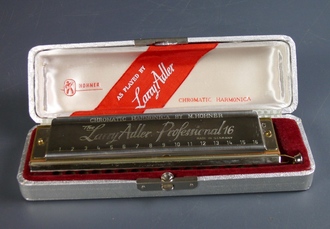 HOHNER
AS PLAYED BY
Larry Adler
CHROMATIC HARMONICA
CHROMATIC HARMONICA BY M. HOHNER
The Larry Adler Professional 16
1 2 3 4 5 6 7 8 9 10 11 12 13 14 15 16